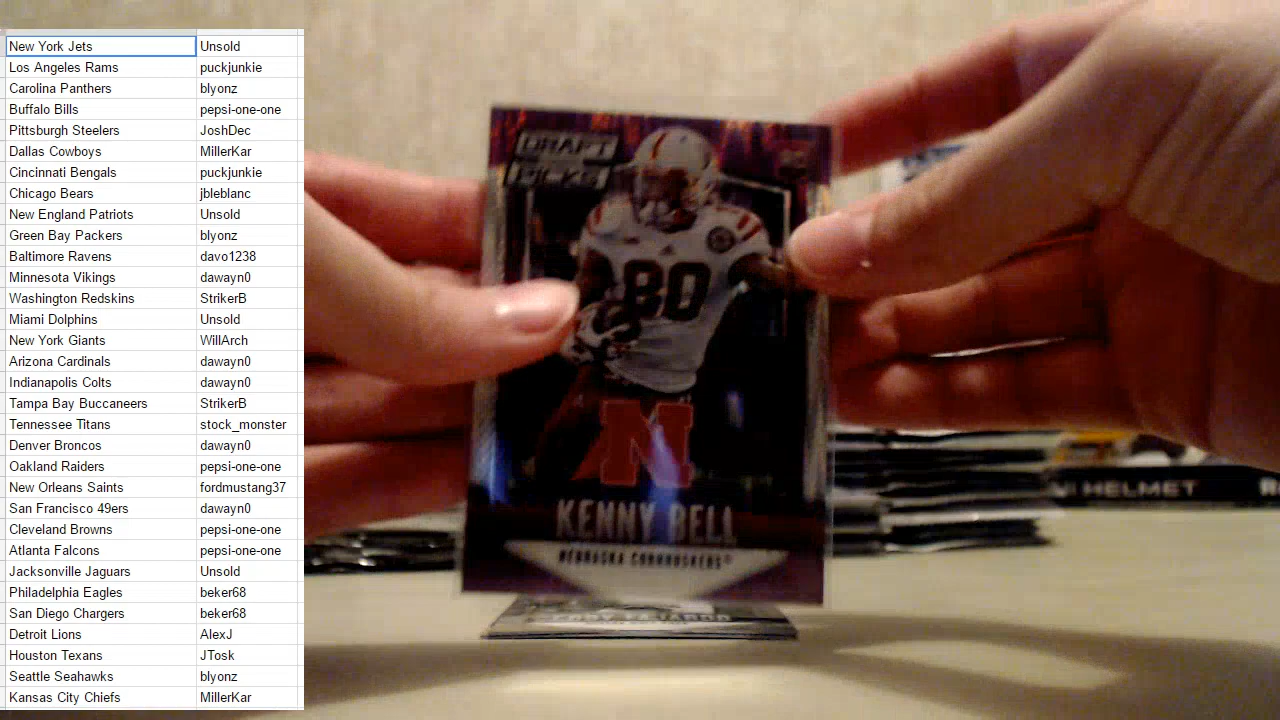 New York Jets Unsold
Los Angeles Rams puckjunkie
Carolina Panthers blyonz
Buffalo Bills pepsi-one-one
Pittsburgh Steelers JoshDec
Dallas Cowboys MillerKar
Cincinnati Bengals puckjunkie
Chicago Bears jbleblanc
New England Patriots Unsold
Green Bay Packers blyonz
Baltimore Ravens davo1238
Minnesota Vikings dawayn0
Washington Redskins StrikerB
Miami Dolphins Unsold
New York Giants WillArch
Arizona Cardinals dawayn0
Indianapolis Colts dawayn0
Tampa Bay Buccaneers StrikerB
Tennessee Titans stock_monster
Denver Broncos dawayn0
Oakland Raiders pepsi-one-one
New Orleans Saints fordmustang37
San Francisco 49ers dawayn0
Cleveland Browns pepsi-one-one
Atlanta Falcons pepsi-one-one
Jacksonville Jaguars Unsold
Philadelphia Eagles beker68
San Diego Chargers beker68
Detroit Lions AlexJ
Houston Texans JTosk
Seattle Seahawks blyonz
Kansas City Chiefs MillerKar
DRAFT
PICKS
80
N
KENNY BELL
NEBRASKA CORNHUSKERS®
HELMET